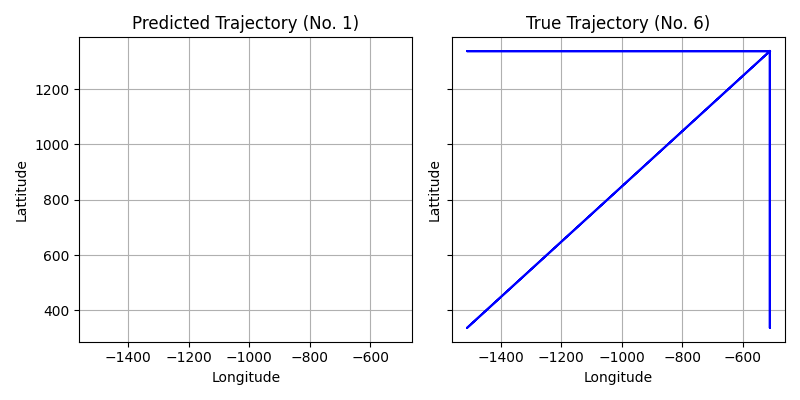 Predicted Trajectory (No. 1)
True Trajectory (No. 6)
Lattitude
1200
1000
800
600
400
−1400 −1200 −1000 −800 −600
Longitude
Lattitude
−1400 −1200 −1000 −800 −600
Longitude